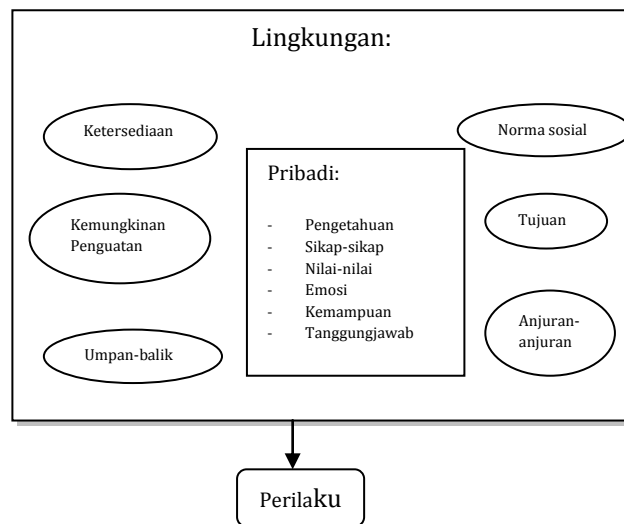 Lingkungan:
Ketersediaan
Kemungkinan
Penguatan
Umpan-balik
Pribadi:
- Pengetahuan
- Sikap-sikap
- Nilai-nilai
- Emosi
- Kemampuan
- Tanggungjawab
Norma sosial
Tujuan
Anjuran-
anjuran
Perilaku